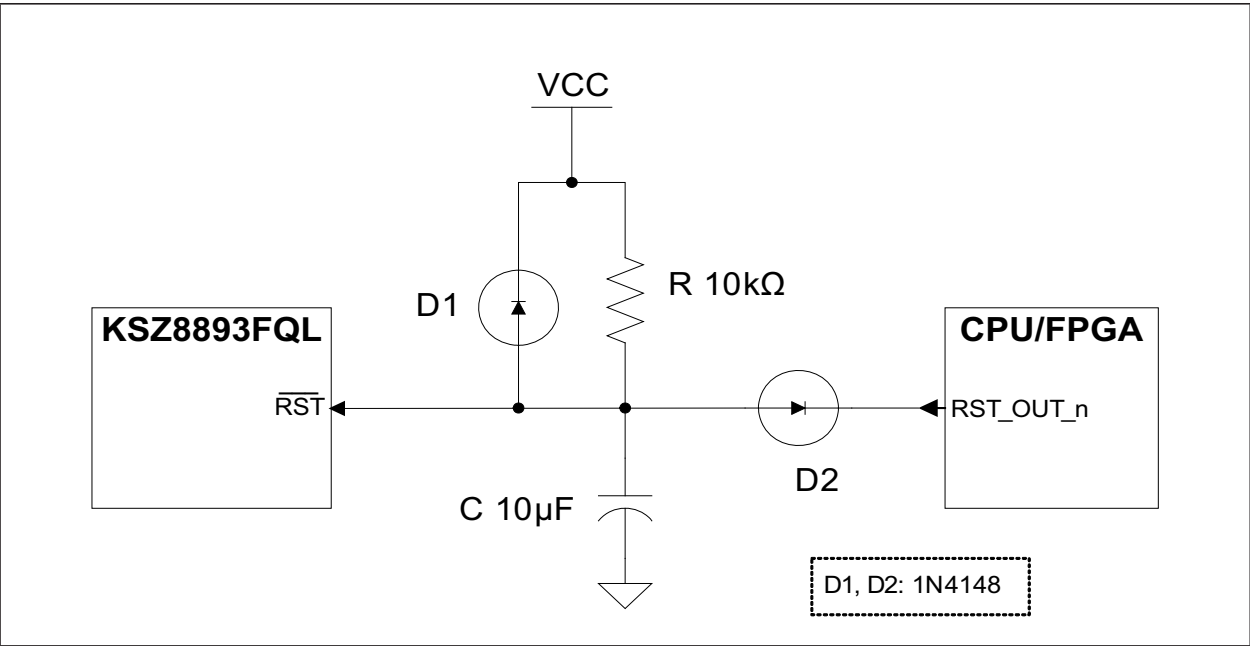 VCC
D1
R 10kΩ
KSZ8893FQL
CPU/FPGA
RST
RST_OUT_n
D2
C 10µF
D1, D2: 1N4148